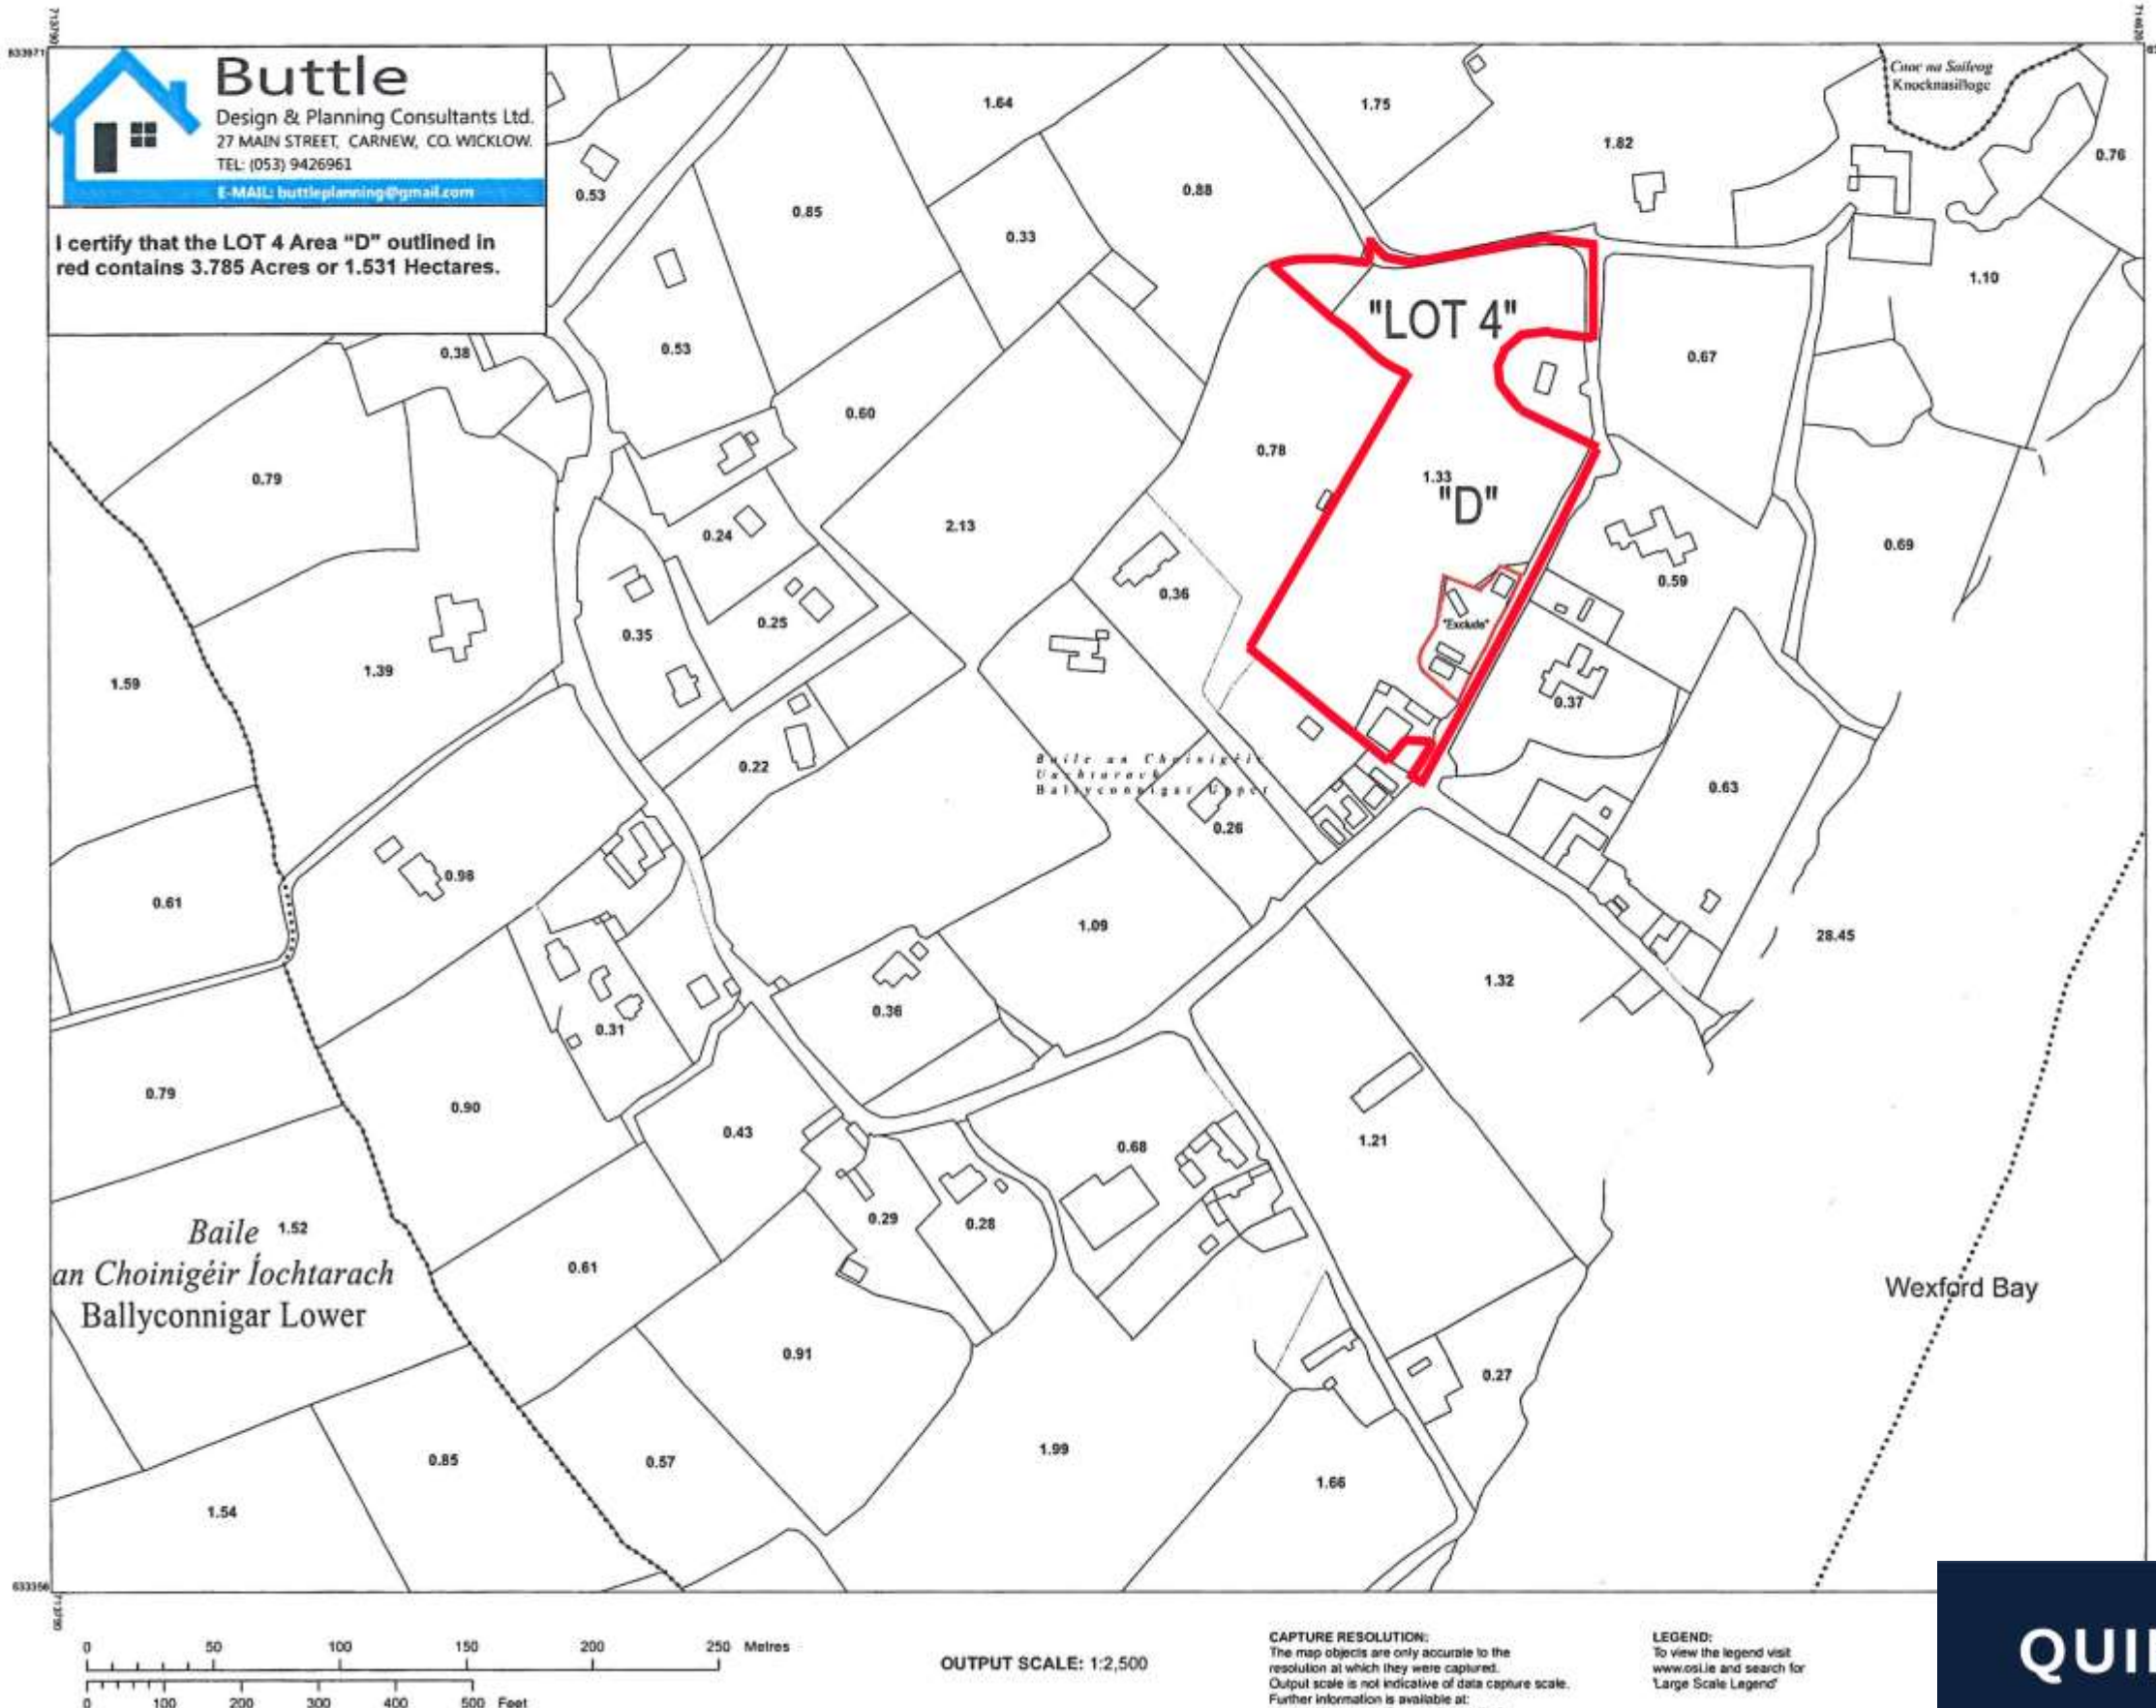 713790
633971
Buttle
Design & Planning Consultants Ltd.
27 MAIN STREET, CARNEW, CO. WICKLOW.
TEL: (053) 9426961
E-MAIL: buttleplanning@gmail.com
I certify that the LOT 4 Area "D" outlined in
red contains 3.785 Acres or 1.531 Hectares.
Cnoc na Saileog
Knocknasilloge
1.64
1.75
1.82
0.76
0.53
0.88
0.85
0.33
1.10
"LOT 4"
0.38
0.53
0.67
0.60
0.78
0.79
1.33
"D"
2.13
0.24
0.69
0.59
0.36
0.25
"Exclude"
0.35
1.39
1.59
0.37
0.22
Baile an Choinigéir
Uachtarach
Ballyconnigar Upper
0.63
0.26
0.98
0.61
1.09
28.45
1.32
0.36
0.31
0.79
0.90
0.43
0.68
1.21
0.29
0.28
Baile 1.52
an Choinigéir Íochtarach
Ballyconnigar Lower
0.61
Wexford Bay
0.91
0.27
1.99
0.85
0.57
1.66
1.54
633356
713790
0 50 100 150 200 250 Metres
0 100 200 300 400 500 Feet
OUTPUT SCALE: 1:2,500
CAPTURE RESOLUTION:
The map objects are only accurate to the
resolution at which they were captured.
Output scale is not indicative of data capture scale.
Further information is available at:
LEGEND:
To view the legend visit
www.osi.ie and search for
'Large Scale Legend'